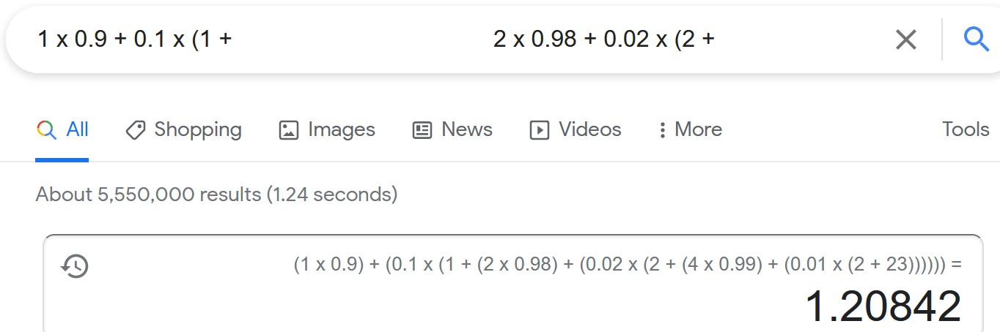 1 x 0.9 + 0.1 x (1 + 2 x 0.98 + 0.02 x (2 +
All Shopping Images News Videos More Tools
About 5,550,000 results (1.24 seconds)
(1 x 0.9) + (0.1 x (1 + (2 x 0.98) + (0.02 x (2 + (4 x 0.99) + (0.01 x (2 + 23)))))) =
1.20842